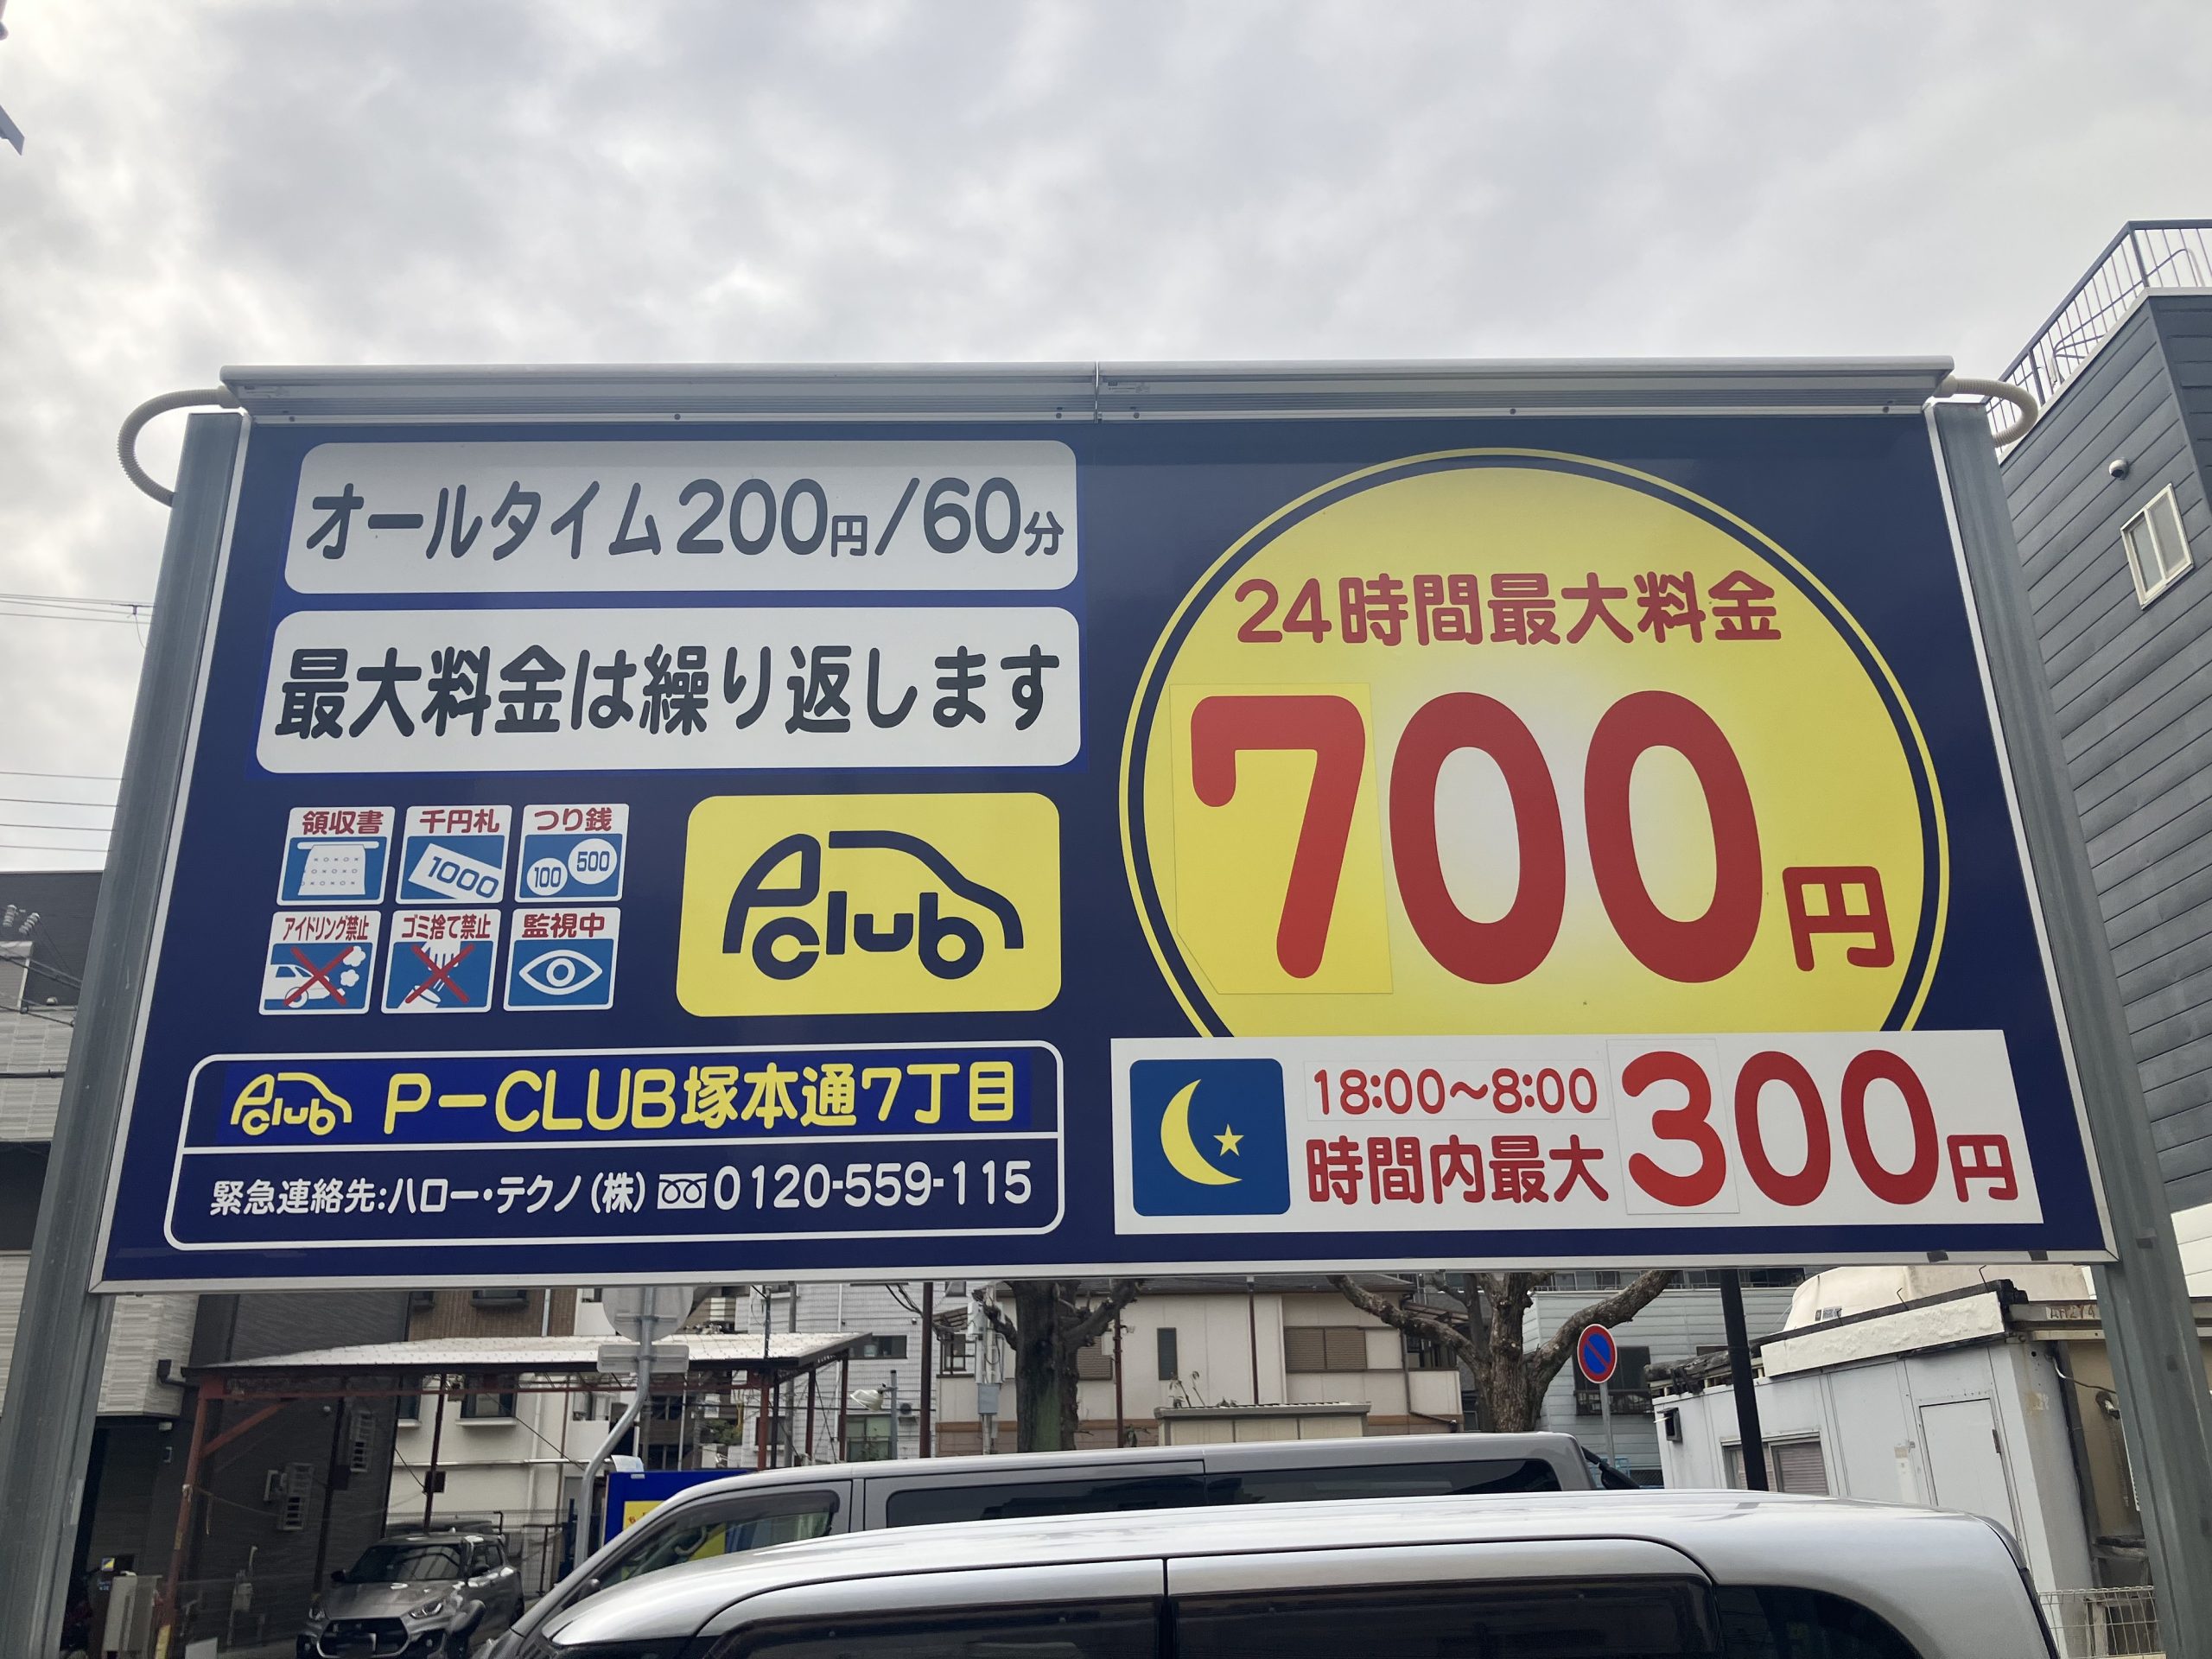 オールタイム200円/60分
最大料金は繰り返します
領収書
千円札
1000
つり銭
100
500
アイドリング禁止
ゴミ捨て禁止
監視中
P club
P club P－CLUB塚本通7丁目
緊急連絡先:ハロー・テクノ(株) 0120-559-115
24時間最大料金
700円
18:00～8:00
時間内最大300円